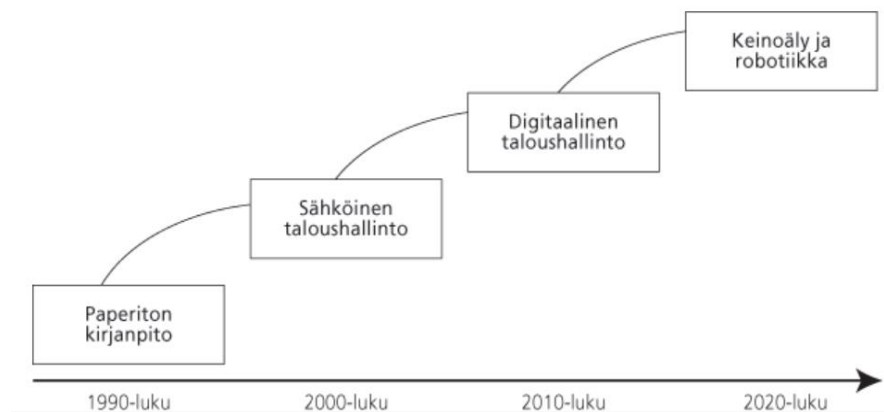 Keinoäly ja
robotiikka
Digitaalinen
taloushallinto
Sähköinen
taloushallinto
Paperiton
kirjanpito
1990-luku
2000-luku
2010-luku
2020-luku